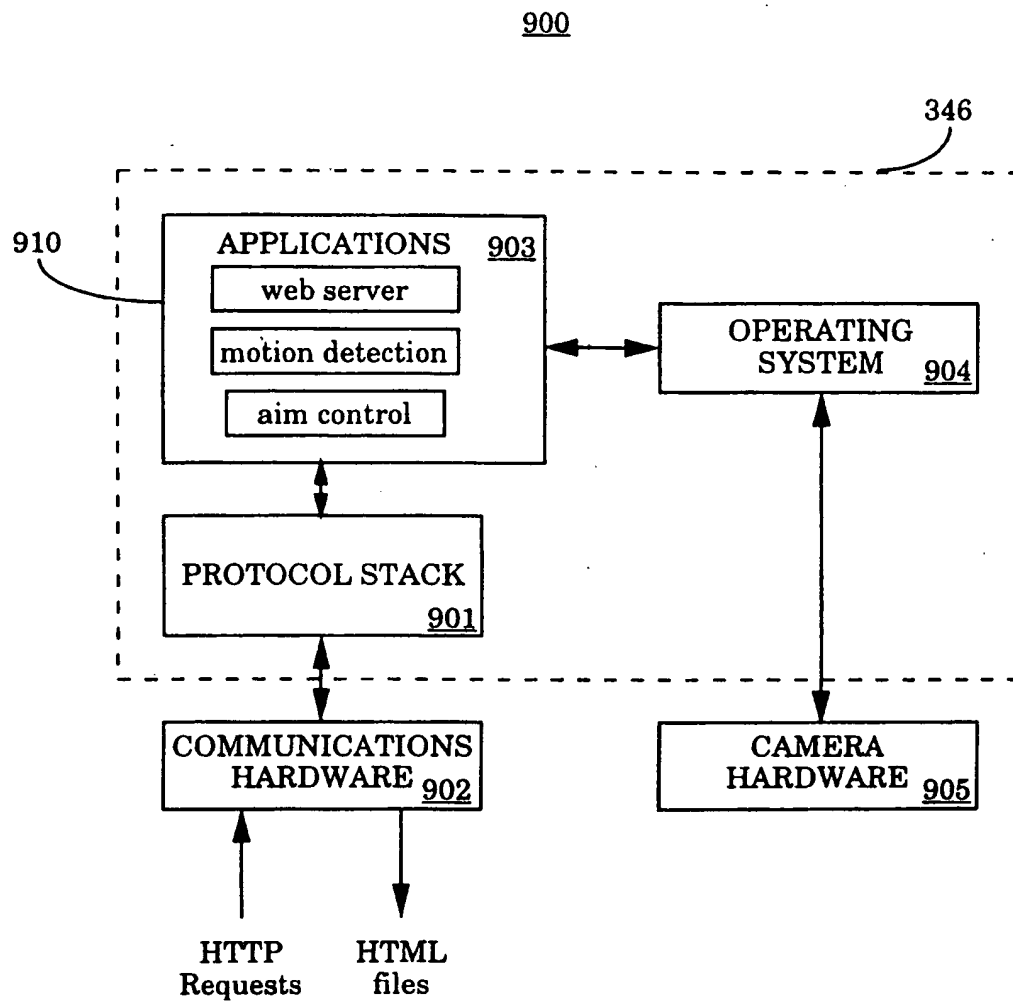 900
346
910
APPLICATIONS 903
web server
motion detection
aim control
OPERATING
SYSTEM 904
PROTOCOL STACK
901
COMMUNICATIONS
HARDWARE 902
CAMERA
HARDWARE 905
HTTP
Requests
HTML
files